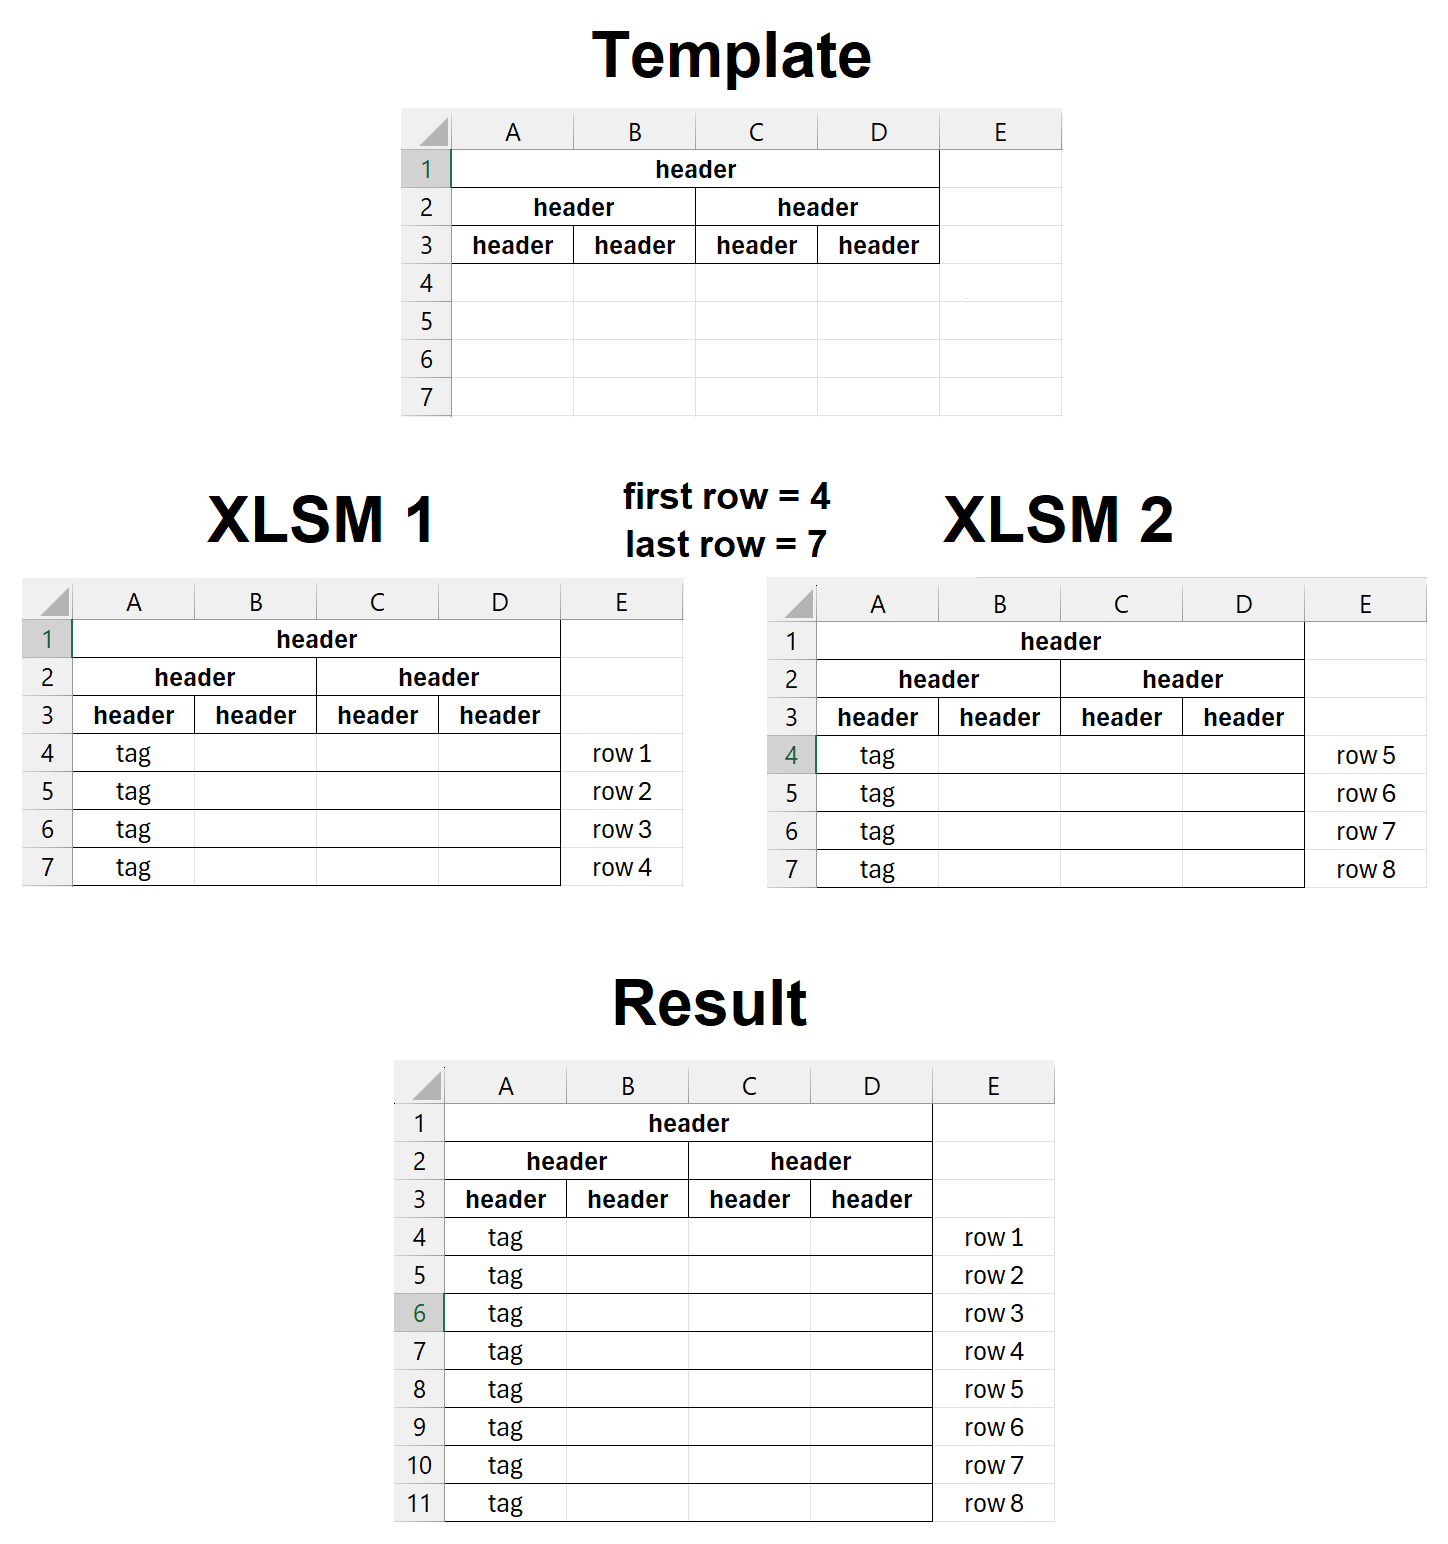 Template
A B C D E
1 header
2 header header
3 header header header header
4
5
6
7
XLSM 1
first row = 4
last row = 7
XLSM 2
A B C D E
1 header
2 header header
3 header header header header
4 tag row 1
5 tag row 2
6 tag row 3
7 tag row 4
A B C D E
1 header
2 header header
3 header header header header
4 tag row 5
5 tag row 6
6 tag row 7
7 tag row 8
Result
A B C D E
1 header
2 header header
3 header header header header
4 tag row 1
5 tag row 2
6 tag row 3
7 tag row 4
8 tag row 5
9 tag row 6
10 tag row 7
11 tag row 8